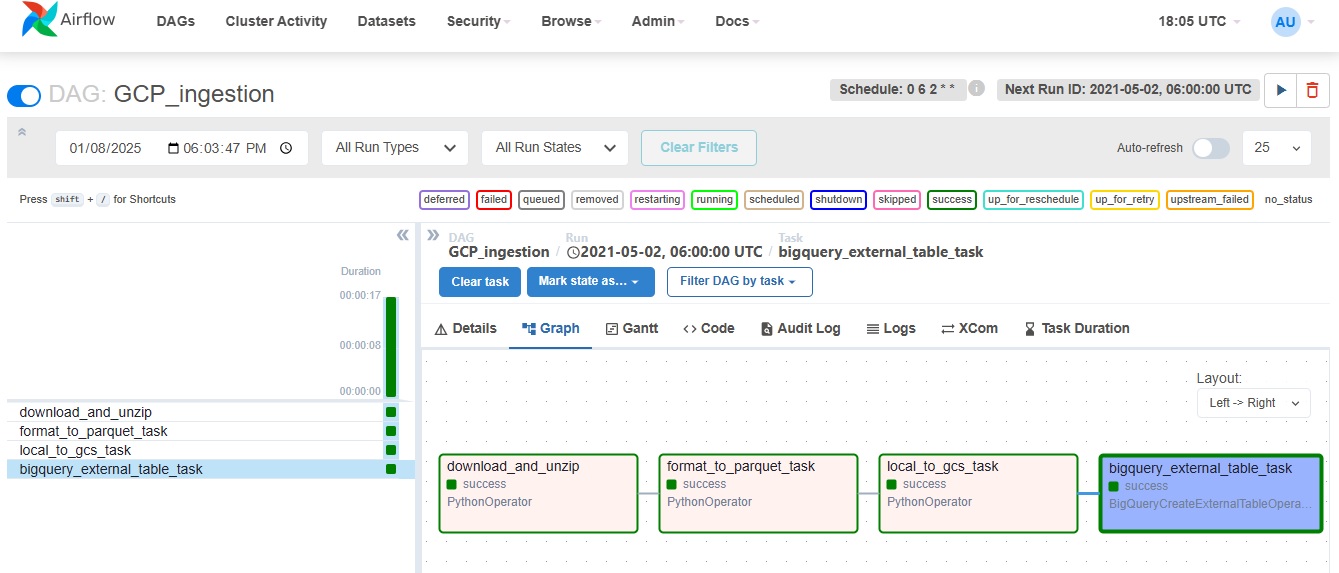 Airflow DAGs Cluster Activity Datasets Security Browse Admin Docs 18:05 UTC AU
DAG: GCP_ingestion Schedule: 0 6 2 * * i Next Run ID: 2021-05-02, 06:00:00 UTC
01/08/2025 06:03:47 PM All Run Types All Run States Clear Filters Auto-refresh 25
Press shift + / for Shortcuts deferred failed queued removed restarting running scheduled shutdown skipped success up_for_reschedule up_for_retry upstream_failed no_status
DAG Run Task
GCP_ingestion / 2021-05-02, 06:00:00 UTC / bigquery_external_table_task
Clear task Mark state as... Filter DAG by task
Details Graph Gantt Code Audit Log Logs XCom Task Duration
Duration
00:00:17
00:00:08
00:00:00
download_and_unzip
format_to_parquet_task
local_to_gcs_task
bigquery_external_table_task
Layout:
Left -> Right
download_and_unzip
success
PythonOperator
format_to_parquet_task
success
PythonOperator
local_to_gcs_task
success
PythonOperator
bigquery_external_table_task
success
BigQueryCreateExternalTableOpera...